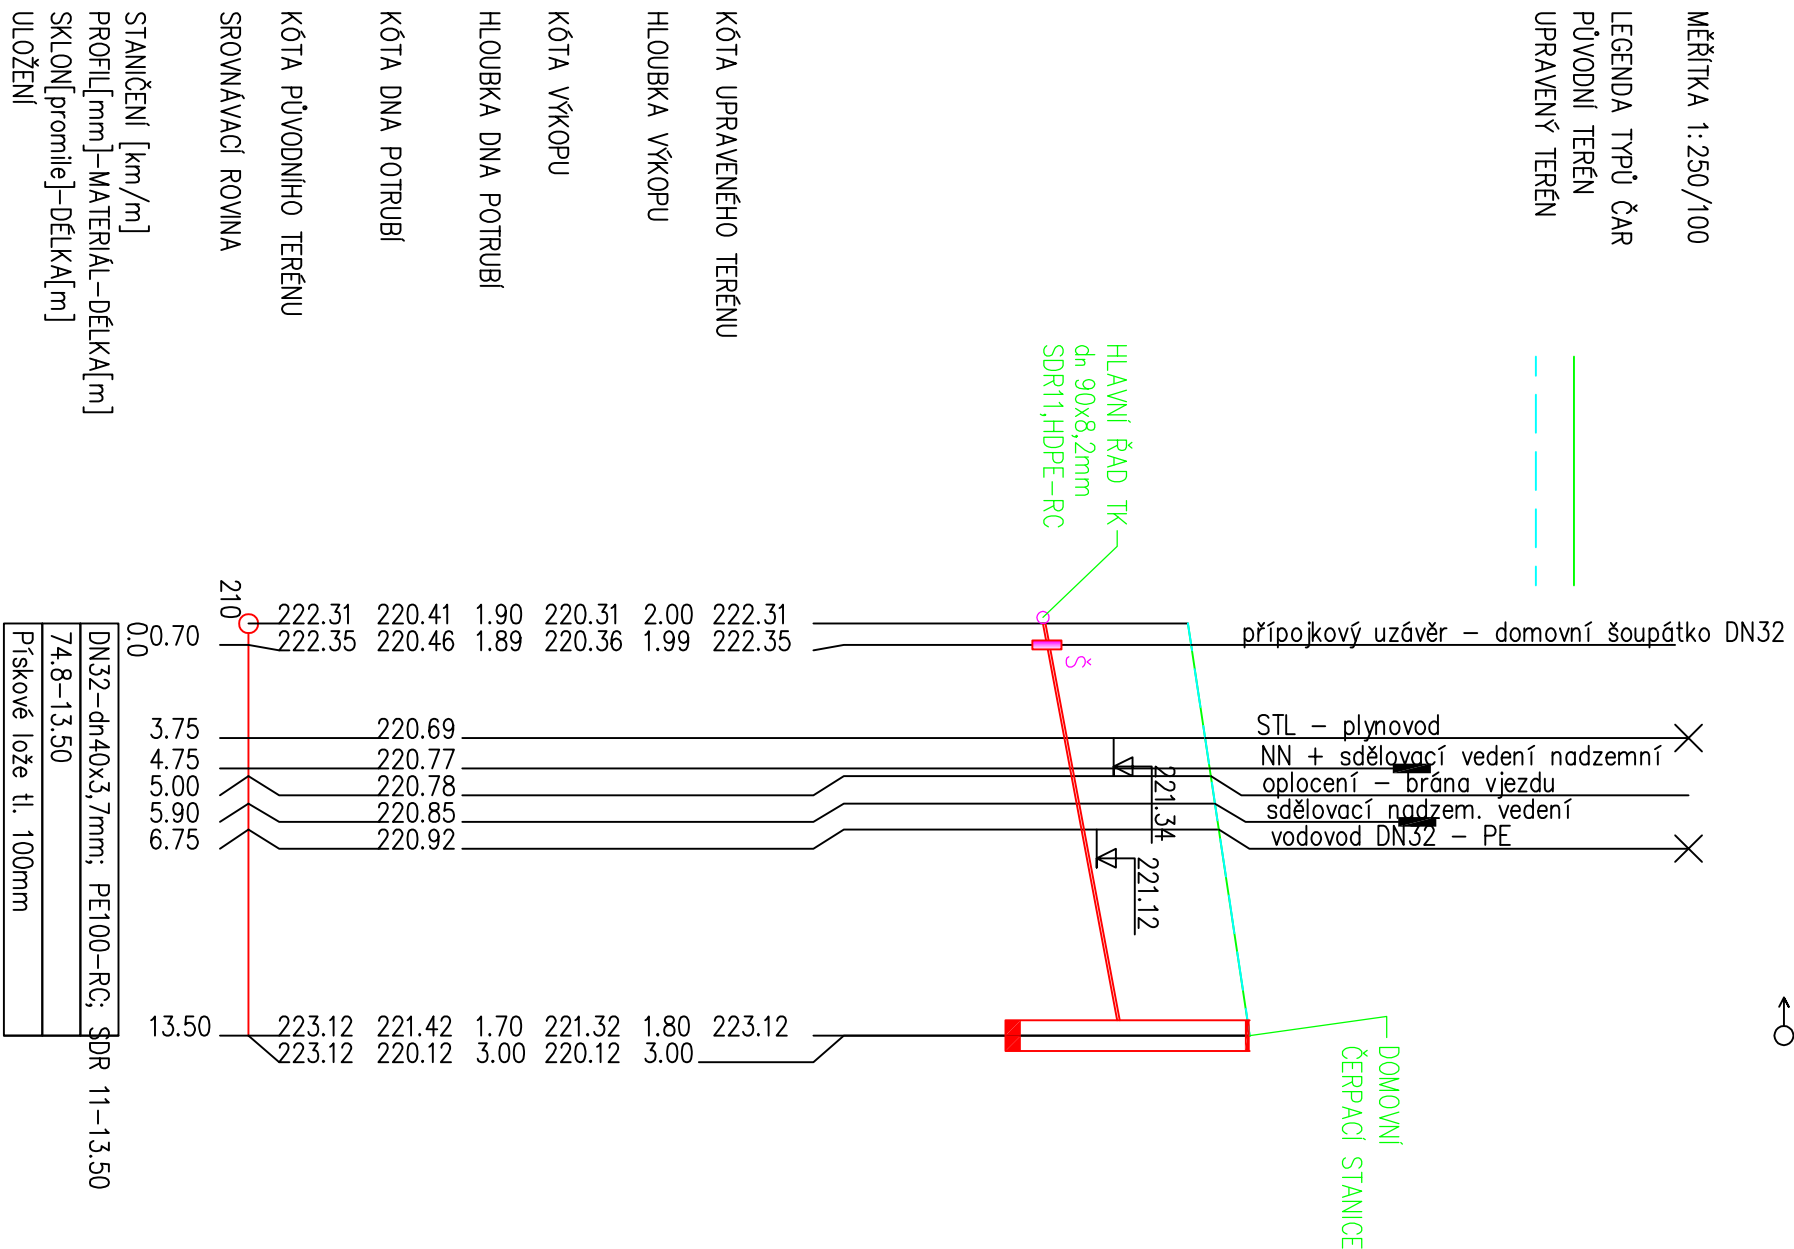 MĚŘÍTKA 1:250/100
LEGENDA TYPŮ ČAR
PŮVODNÍ TERÉN
UPRAVENÝ TERÉN
HLAVNÍ ŘAD TK
dn 90x8,2mm
SDR11,HDPE-RC
DOMOVNÍ
ČERPACÍ STANICE
přípojkový uzávěr - domovní šoupátko DN32
STL - plynovod
NN + sdělovací vedení nadzemní
oplocení - brána vjezdu
sdělovací nadzem. vedení
vodovod DN32 - PE
Š
221.34
221.12
KÓTA UPRAVENÉHO TERÉNU
222.31
222.35
223.12
HLOUBKA VÝKOPU
2.00
1.99
1.80
3.00
KÓTA VÝKOPU
220.31
220.36
221.32
220.12
HLOUBKA DNA POTRUBÍ
1.90
1.89
1.70
3.00
KÓTA DNA POTRUBÍ
220.41
220.46
220.69
220.77
220.78
220.85
220.92
221.42
220.12
KÓTA PŮVODNÍHO TERÉNU
222.31
222.35
223.12
223.12
SROVNÁVACÍ ROVINA
210
STANIČENÍ [km/m]
0.0
0.70
3.75
4.75
5.00
5.90
6.75
13.50
PROFIL[mm]-MATERIÁL-DÉLKA[m]
DN32-dn40x3,7mm; PE100-RC; SDR 11-13.50
SKLON[promile]-DÉLKA[m]
74.8-13.50
ULOŽENÍ
Pískové lože tl. 100mm